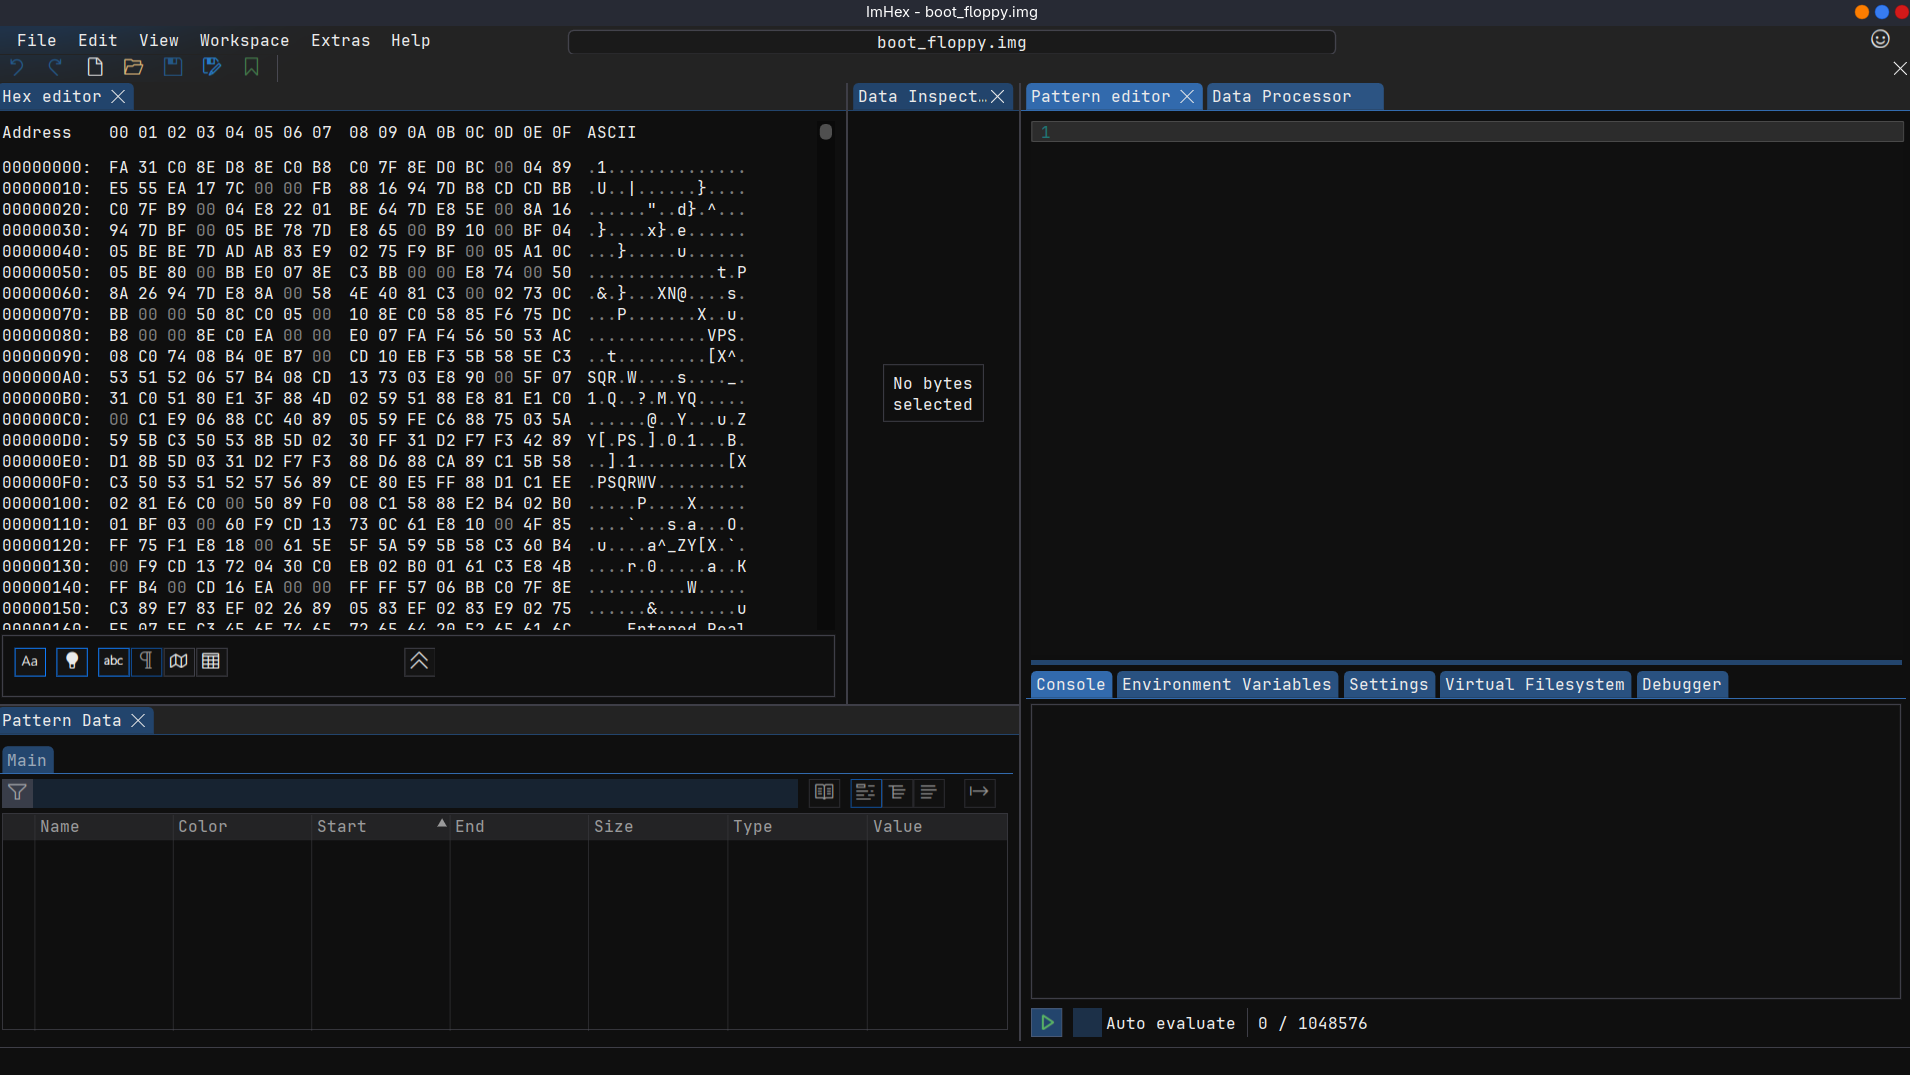 ImHex - boot_floppy.img
File Edit View Workspace Extras Help
boot_floppy.img
Hex editor
Data Inspect…
Pattern editor
Data Processor
Address 00 01 02 03 04 05 06 07 08 09 0A 0B 0C 0D 0E 0F ASCII
1
00000000: FA 31 C0 8E D8 8E C0 B8 C0 7F 8E D0 BC 00 04 89 .1..............
00000010: E5 55 EA 17 7C 00 00 FB 88 16 94 7D B8 CD CD BB .U..|......}....
00000020: C0 7F B9 00 04 E8 22 01 BE 64 7D E8 5E 00 8A 16 ......"..d}.^...
00000030: 94 7D BF 00 05 BE 78 7D E8 65 00 B9 10 00 BF 04 .}....x}.e......
00000040: 05 BE BE 7D AD AB 83 E9 02 75 F9 BF 00 05 A1 0C ...}.....u......
00000050: 05 BE 80 00 BB E0 07 8E C3 BB 00 00 E8 74 00 50 .............t.P
00000060: 8A 26 94 7D E8 8A 00 58 4E 40 81 C3 00 02 73 0C .&.}...XN@....s.
00000070: BB 00 00 50 8C C0 05 00 10 8E C0 58 85 F6 75 DC ...P.......X..u.
00000080: B8 00 00 8E C0 EA 00 00 E0 07 FA F4 56 50 53 AC ............VPS.
00000090: 08 C0 74 08 B4 0E B7 00 CD 10 EB F3 5B 58 5E C3 ..t.........[X^.
000000A0: 53 51 52 06 57 B4 08 CD 13 73 03 E8 90 00 5F 07 SQR.W....s...._.
000000B0: 31 C0 51 80 E1 3F 88 4D 02 59 51 88 E8 81 E1 C0 1.Q..?.M.YQ.....
000000C0: 00 C1 E9 06 88 CC 40 89 05 59 FE C6 88 75 03 5A ......@..Y...u.Z
000000D0: 59 5B C3 50 53 8B 5D 02 30 FF 31 D2 F7 F3 42 89 Y[.PS.].0.1...B.
000000E0: D1 8B 5D 03 31 D2 F7 F3 88 D6 88 CA 89 C1 5B 58 ..].1.........[X
000000F0: C3 50 53 51 52 57 56 89 CE 80 E5 FF 88 D1 C1 EE .PSQRWV.........
00000100: 02 81 E6 C0 00 50 89 F0 08 C1 58 88 E2 B4 02 B0 .....P....X.....
00000110: 01 BF 03 00 60 F9 CD 13 73 0C 61 E8 10 00 4F 85 ....`...s.a...O.
00000120: FF 75 F1 E8 18 00 61 5E 5F 5A 59 5B 58 C3 60 B4 .u....a^_ZY[X.`.
00000130: 00 F9 CD 13 72 04 30 C0 EB 02 B0 01 61 C3 E8 4B ....r.0.....a..K
00000140: FF B4 00 CD 16 EA 00 00 FF FF 57 06 BB C0 7F 8E ..........W.....
00000150: C3 89 E7 83 EF 02 26 89 05 83 EF 02 83 E9 02 75 ......&........u
00000160: F5 07 5F C3 45 6E 74 65 72 65 64 20 52 65 61 6C ....Entered Real
No bytes
selected
Aa
abc
Pattern Data
Main
Name Color Start End Size Type Value
Console Environment Variables Settings Virtual Filesystem Debugger
Auto evaluate 0 / 1048576